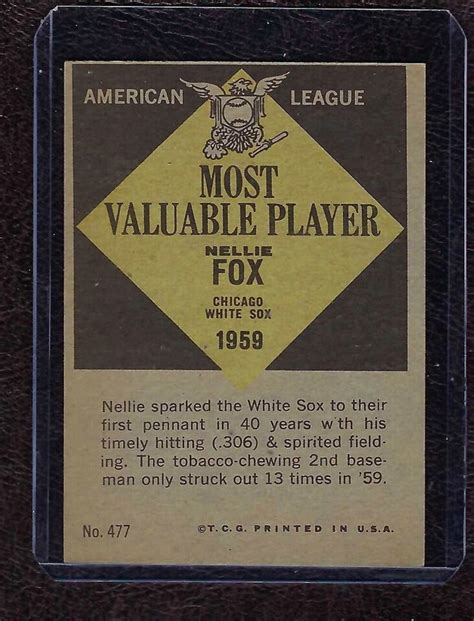 AMERICAN LEAGUE
MOST
VALUABLE PLAYER
NELLIE
FOX
CHICAGO
WHITE SOX
1959
Nellie sparked the White Sox to their
first pennant in 40 years w th his
timely hitting (.306) & spirited field-
ing. The tobacco-chewing 2nd base-
man only struck out 13 times in '59.
No. 477 ©T.C.G. PRINTED IN U.S.A.